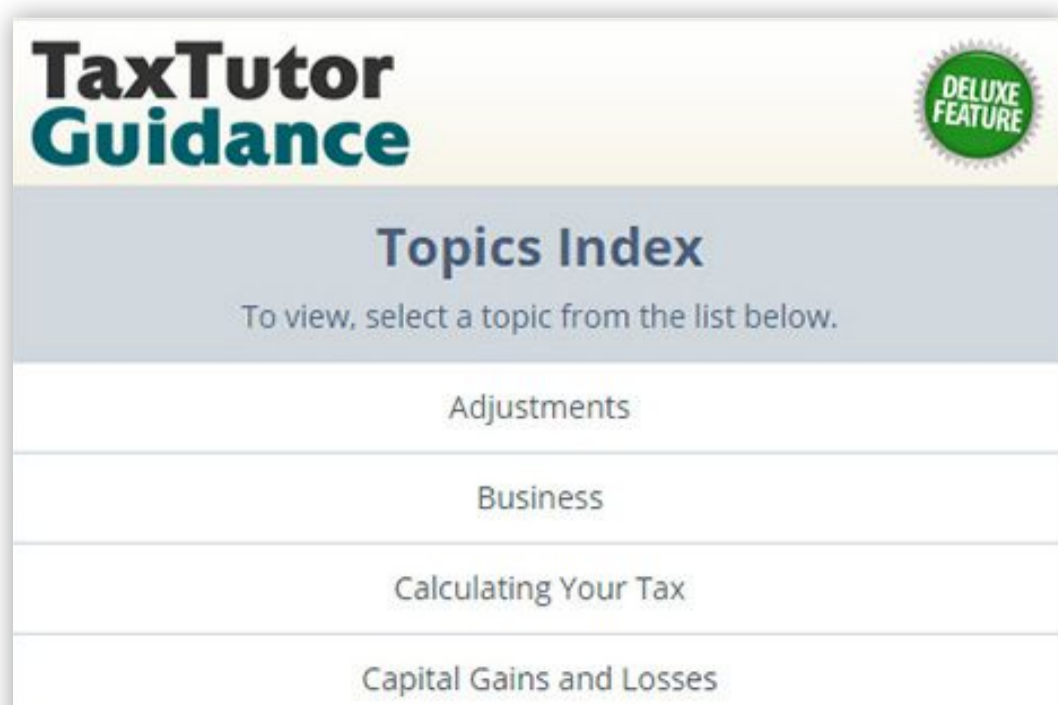 TaxTutor
Guidance
DELUXE
FEATURE
Topics Index
To view, select a topic from the list below.
Adjustments
Business
Calculating Your Tax
Capital Gains and Losses